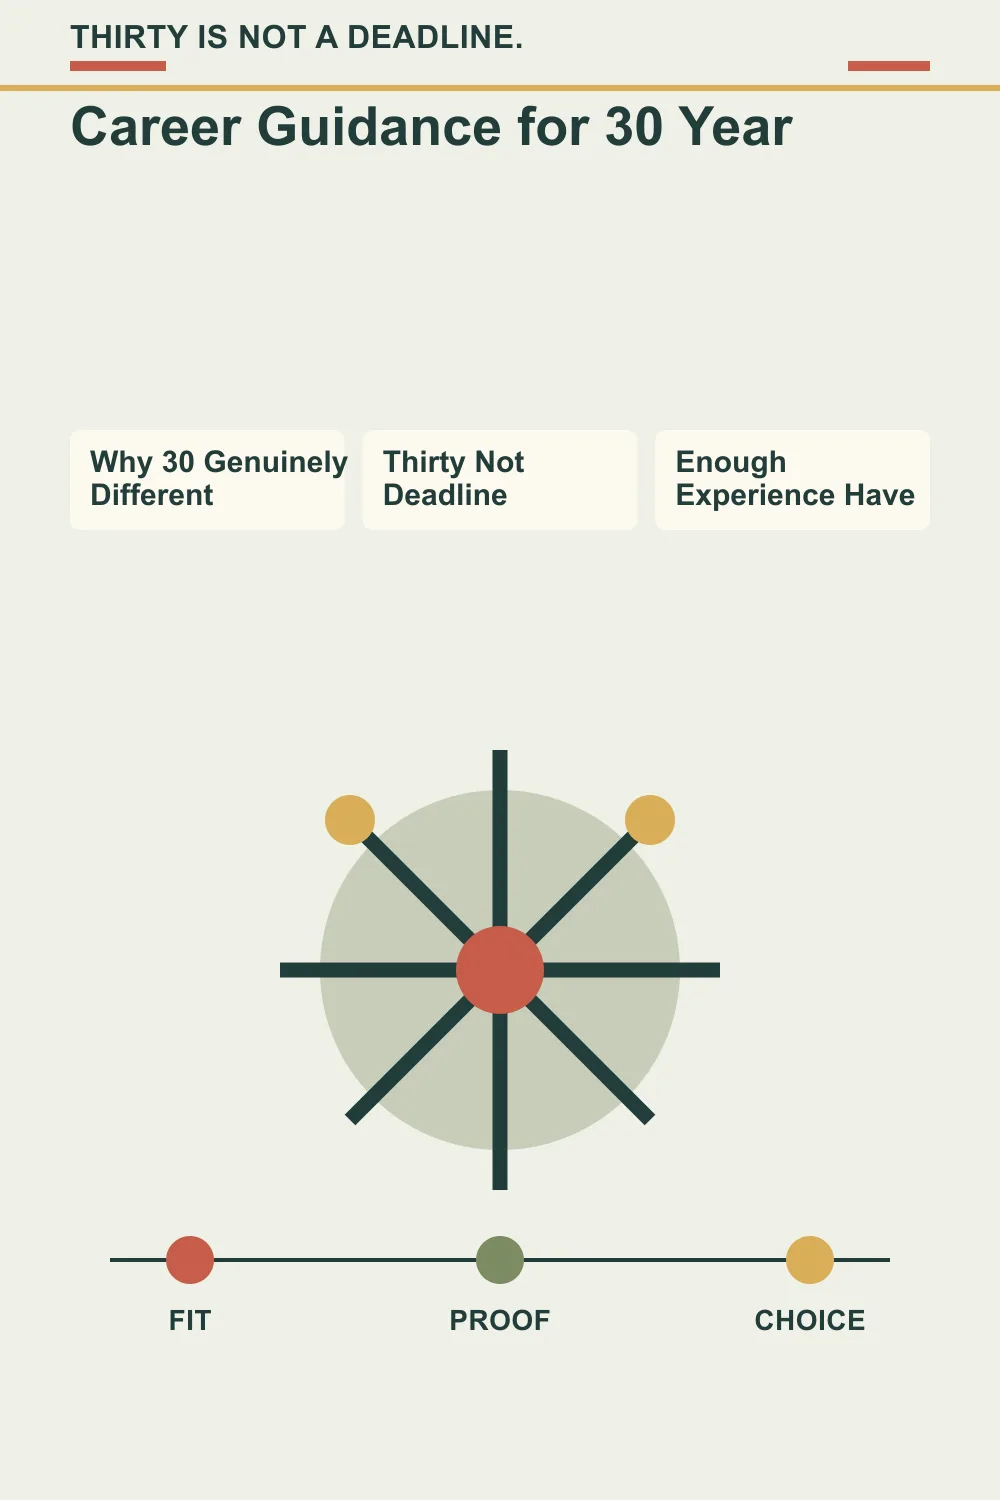 THIRTY IS NOT A DEADLINE.
Career Guidance for 30 Year
Why 30 Genuinely
Different
Thirty Not
Deadline
Enough
Experience Have
FIT
PROOF
CHOICE